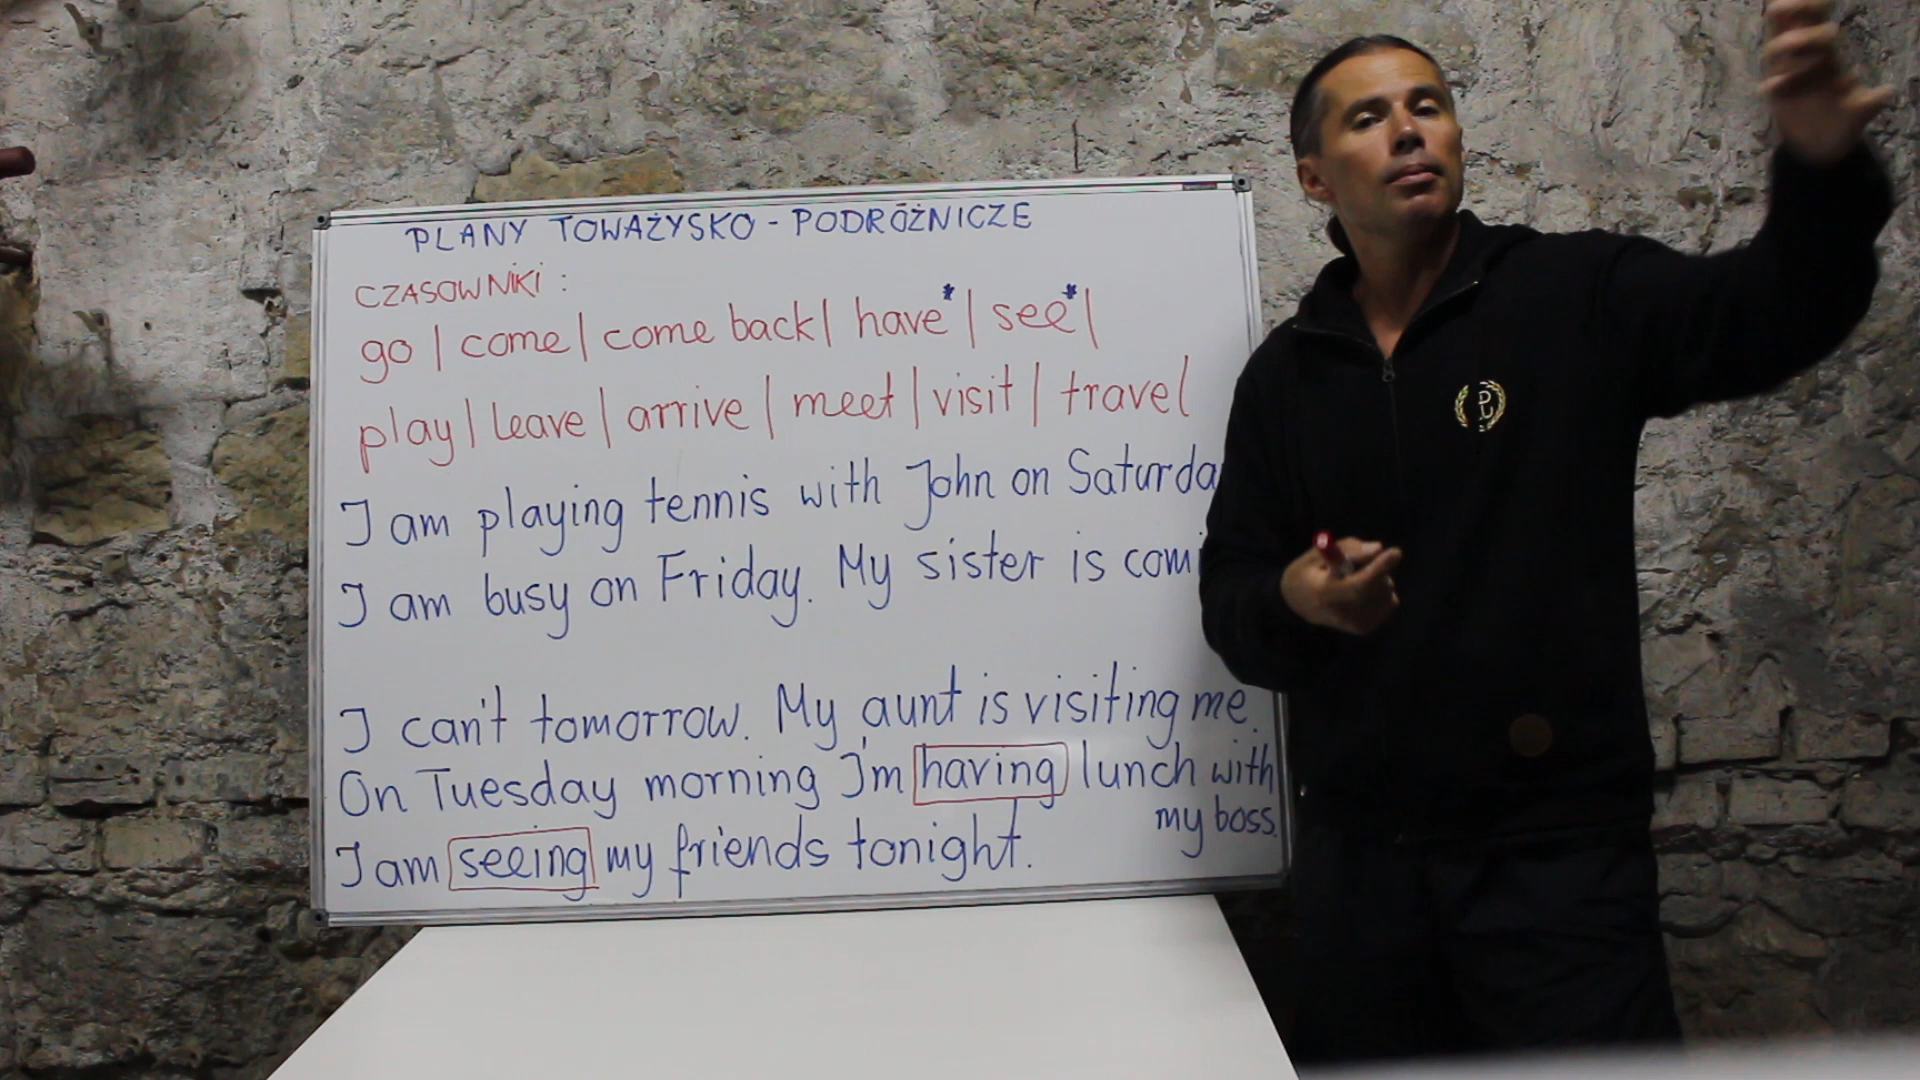 PLANY TOWAŻYSKO - PODRÓŻNICZE
CZASOWNIKI :
go | come | come back | have* | see* |
play | leave | arrive | meet | visit | travel
I am playing tennis with John on Saturda
I am busy on Friday. My sister is comi
I can't tomorrow. My aunt is visiting me.
On Tuesday morning I'm having lunch with
my boss.
I am seeing my friends tonight.